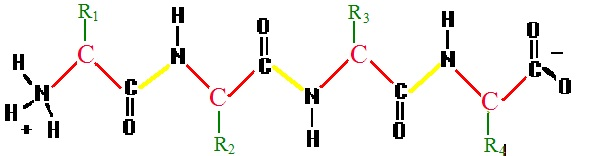 R₁ H O R₃ H O
H C N C C N C −
N C C N C C O
H + H O R₂ H O R₄